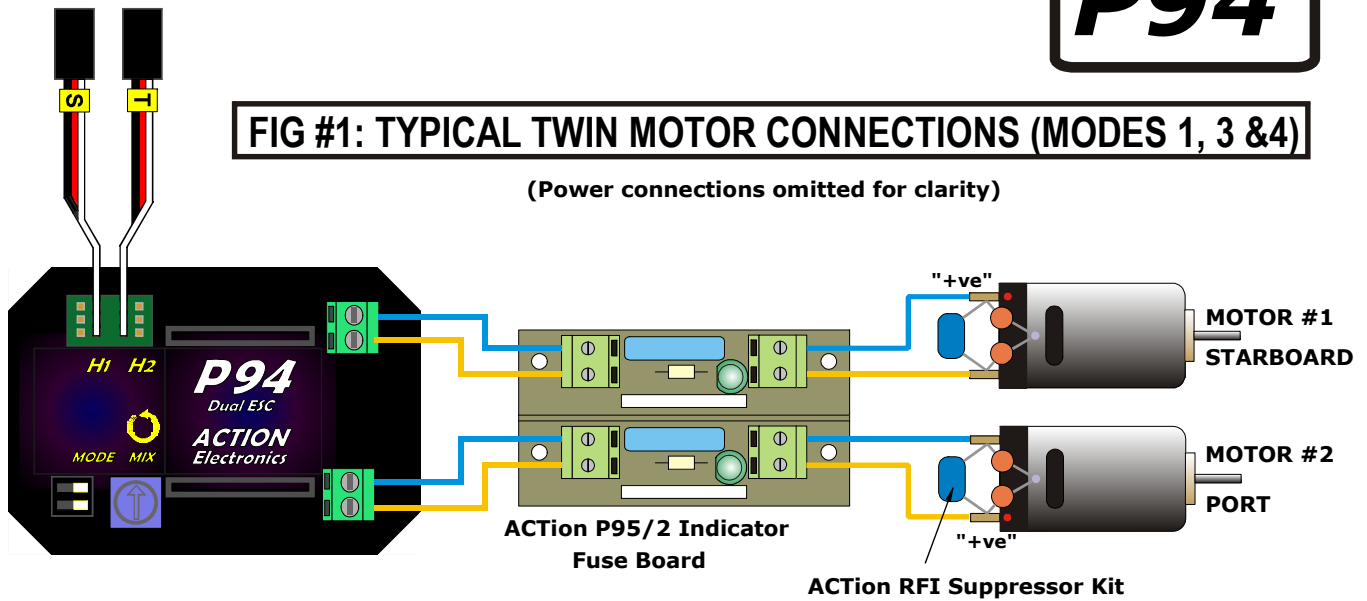 P94
S
T
FIG #1: TYPICAL TWIN MOTOR CONNECTIONS (MODES 1, 3 &4)
(Power connections omitted for clarity)
"+ve"
MOTOR #1
STARBOARD
H1 H2
P94
Dual ESC
ACTION
Electronics
MODE MIX
MOTOR #2
PORT
"+ve"
ACTion P95/2 Indicator
Fuse Board
ACTion RFI Suppressor Kit